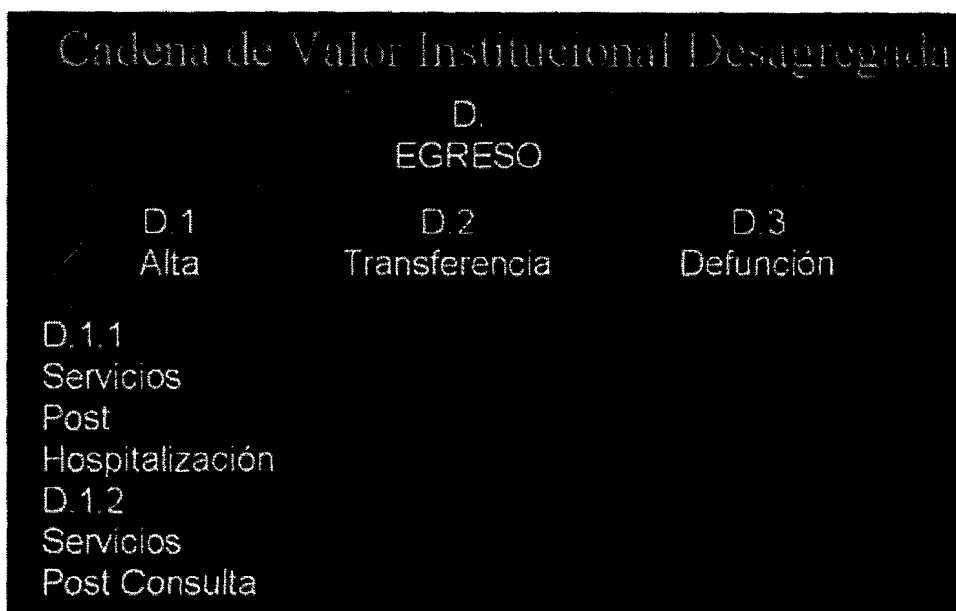 Cadena de Valor Institucional Desagregada
D.
EGRESO
D.1
Alta
D.2
Transferencia
D.3
Defunción
D.1.1
Servicios
Post
Hospitalización
D.1.2
Servicios
Post Consulta